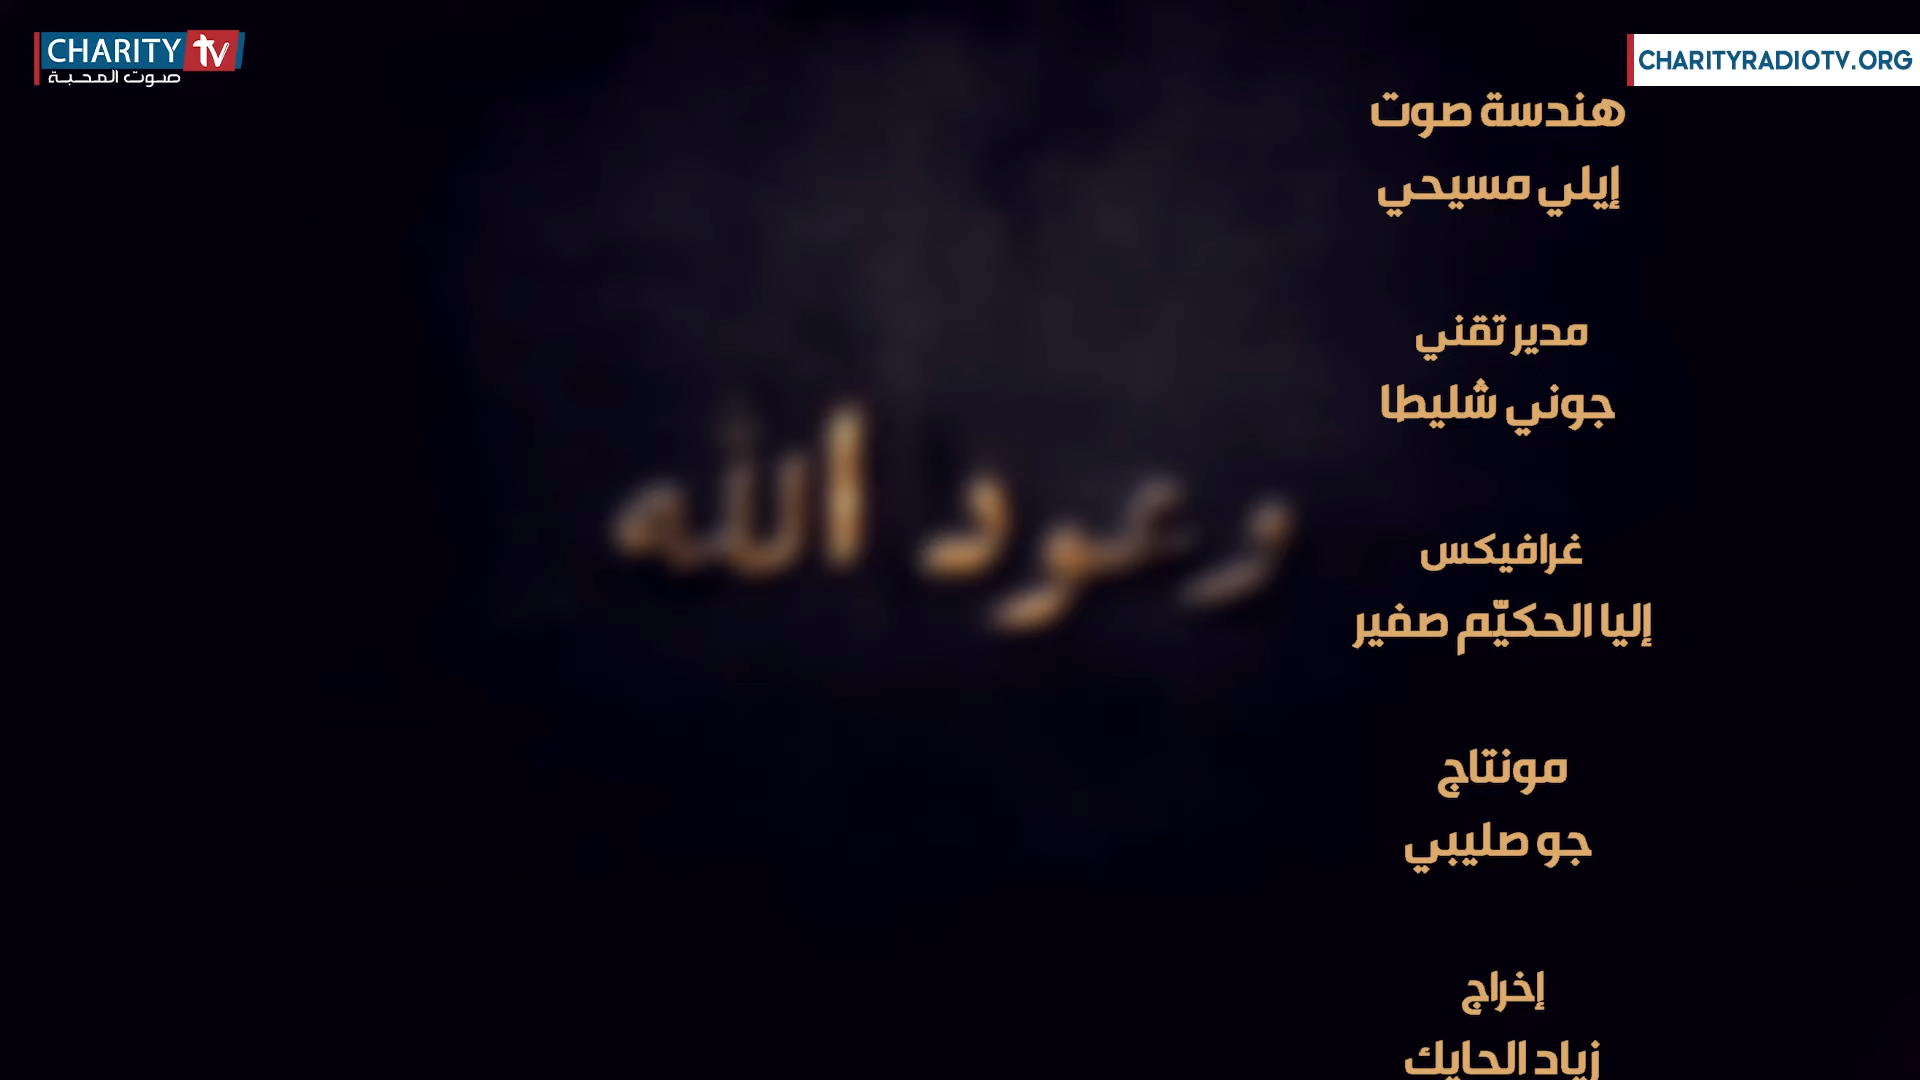 CHARITY tv
صوت المحبة
CHARITYRADIOTV.ORG
هندسة صوت
إيلي مسيحي
مدير تقني
جوني شليطا
وعود الله
غرافيكس
إليا الحكيّم صفير
مونتاج
جو صليبي
إخراج
زياد الحايك